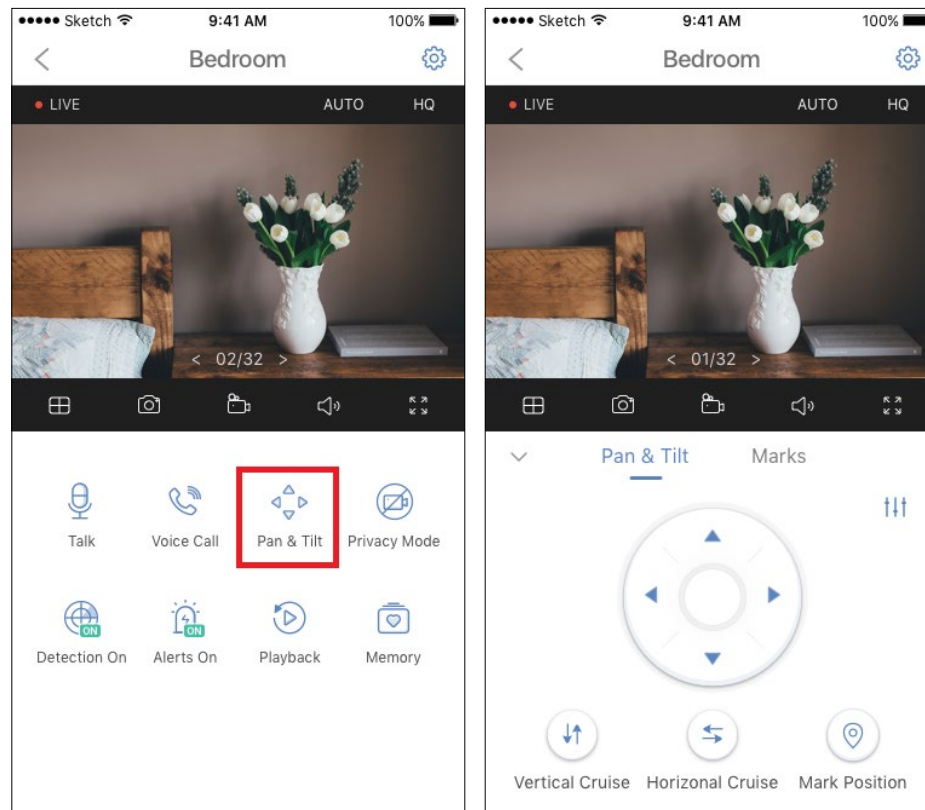 Sketch 9:41 AM 100%
Bedroom
LIVE AUTO HQ
< 02/32 >
Talk Voice Call Pan & Tilt Privacy Mode
ON ON
Detection On Alerts On Playback Memory
Sketch 9:41 AM 100%
Bedroom
LIVE AUTO HQ
< 01/32 >
Pan & Tilt Marks
Vertical Cruise Horizonal Cruise Mark Position